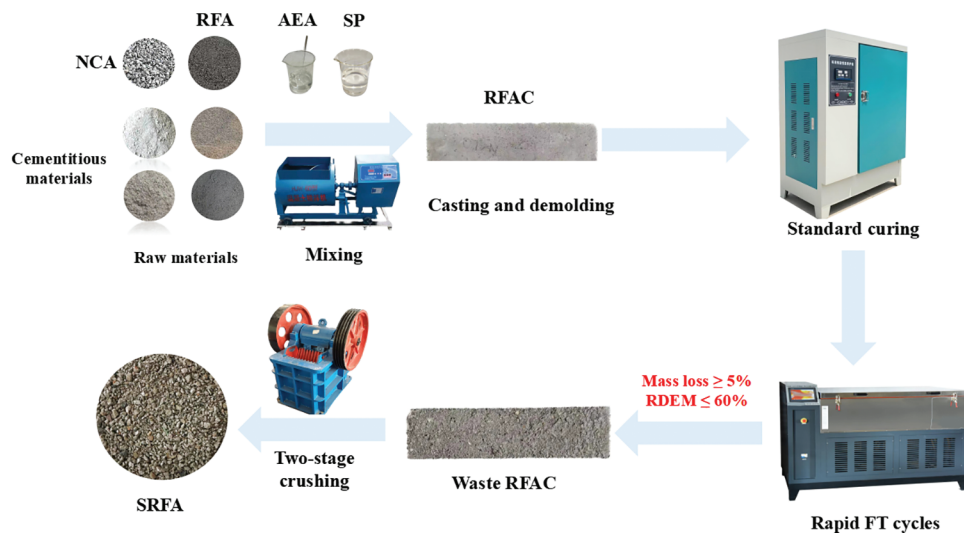 RFA
AEA
SP
NCA
RFAC
Cementitious
materials
Casting and demolding
Standard curing
Raw materials
Mixing
Mass loss ≥ 5%
RDEM ≤ 60%
Two-stage
crushing
Waste RFAC
SRFA
Rapid FT cycles